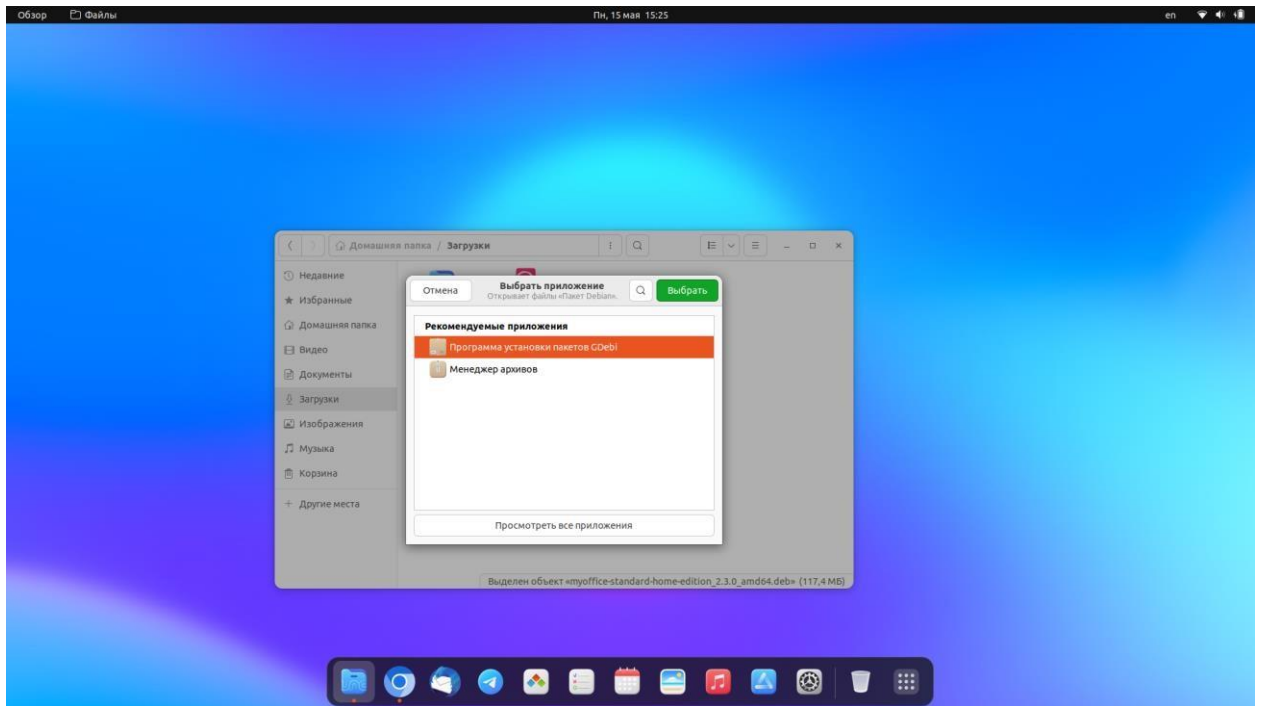 Обзор
Файлы
Пн, 15 мая 15:25
en
Домашняя папка / Загрузки
Недавние
Избранные
Домашняя папка
Видео
Документы
Загрузки
Изображения
Музыка
Корзина
Другие места
Отмена
Выбрать приложение
Открывает файлы «Пакет Debian».
Выбрать
Рекомендуемые приложения
Программа установки пакетов GDebi
Менеджер архивов
Просмотреть все приложения
Выделен объект «myoffice-standard-home-edition_2.3.0_amd64.deb» (117,4 МБ)